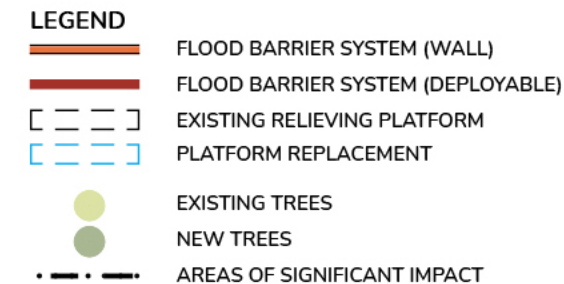 LEGEND
FLOOD BARRIER SYSTEM (WALL)
FLOOD BARRIER SYSTEM (DEPLOYABLE)
EXISTING RELIEVING PLATFORM
PLATFORM REPLACEMENT
EXISTING TREES
NEW TREES
AREAS OF SIGNIFICANT IMPACT